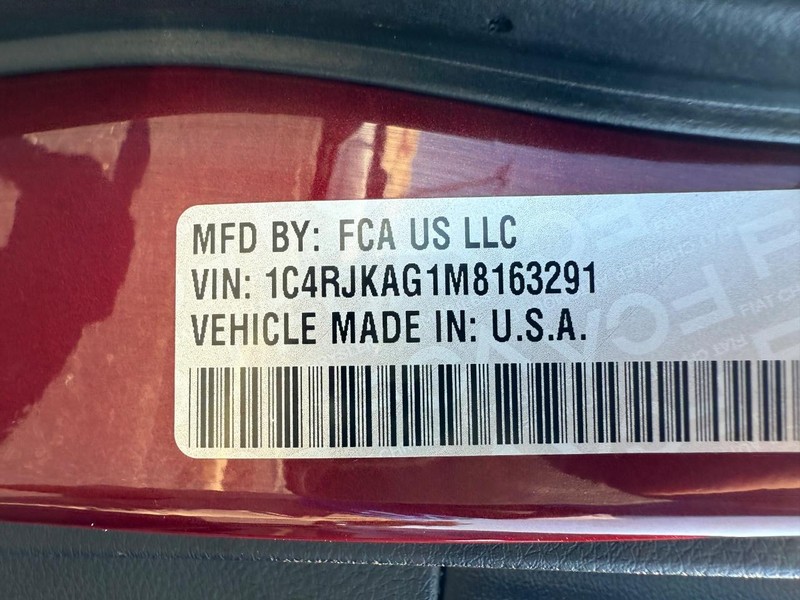 MFD BY: FCA US LLC
VIN: 1C4RJKAG1M8163291
VEHICLE MADE IN: U.S.A.